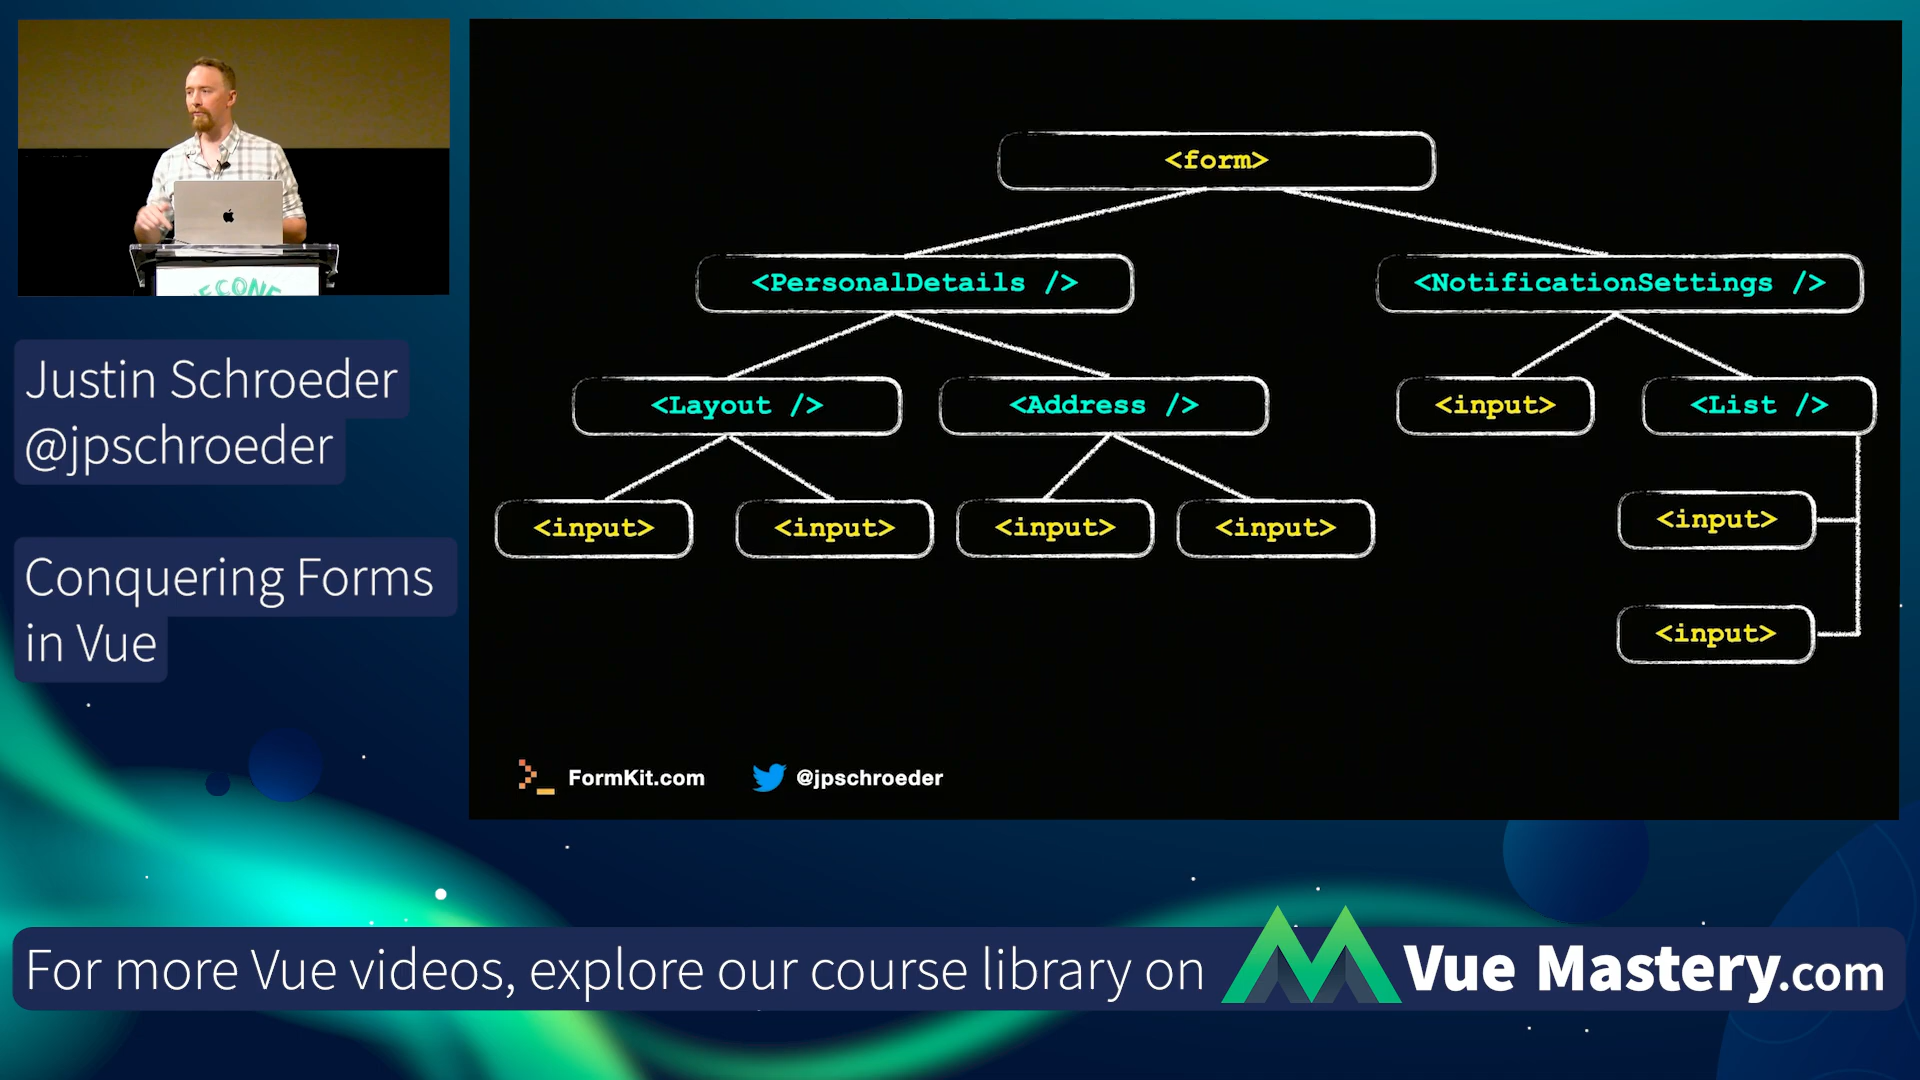 Justin Schroeder
@jpschroeder
Conquering Forms
in Vue
<form>
<PersonalDetails />
<NotificationSettings />
<Layout />
<Address />
<input>
<List />
<input>
<input>
<input>
<input>
<input>
<input>
FormKit.com
@jpschroeder
For more Vue videos, explore our course library on
Vue Mastery.com